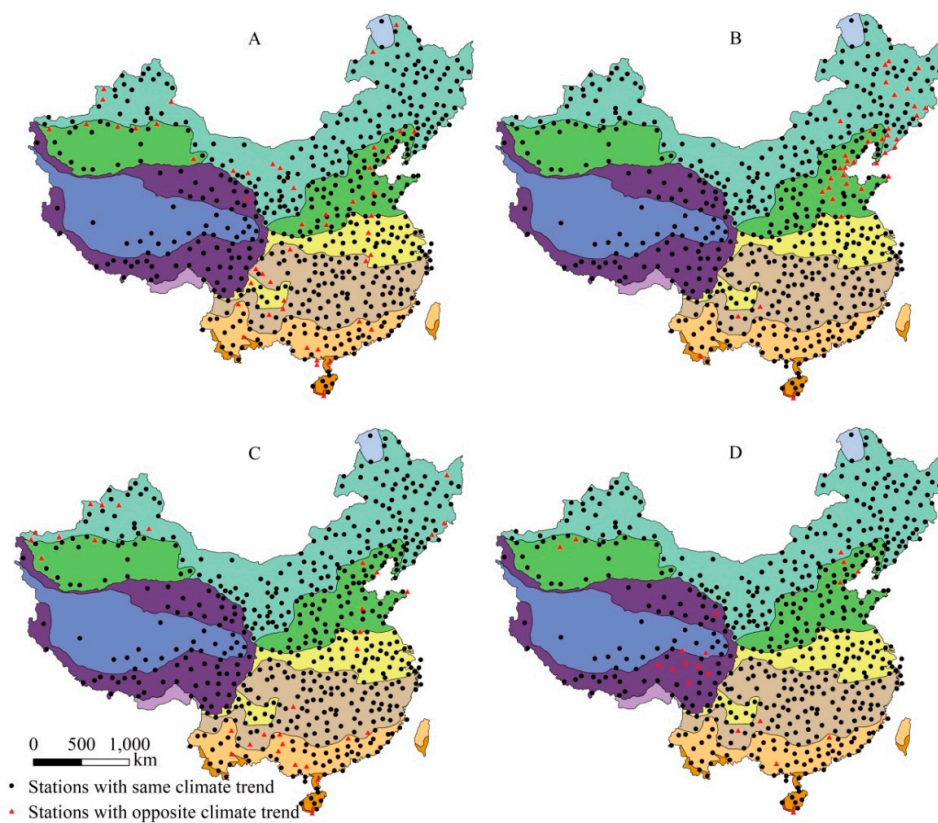 A
B
C
D
0 500 1,000
km
Stations with same climate trend
Stations with opposite climate trend